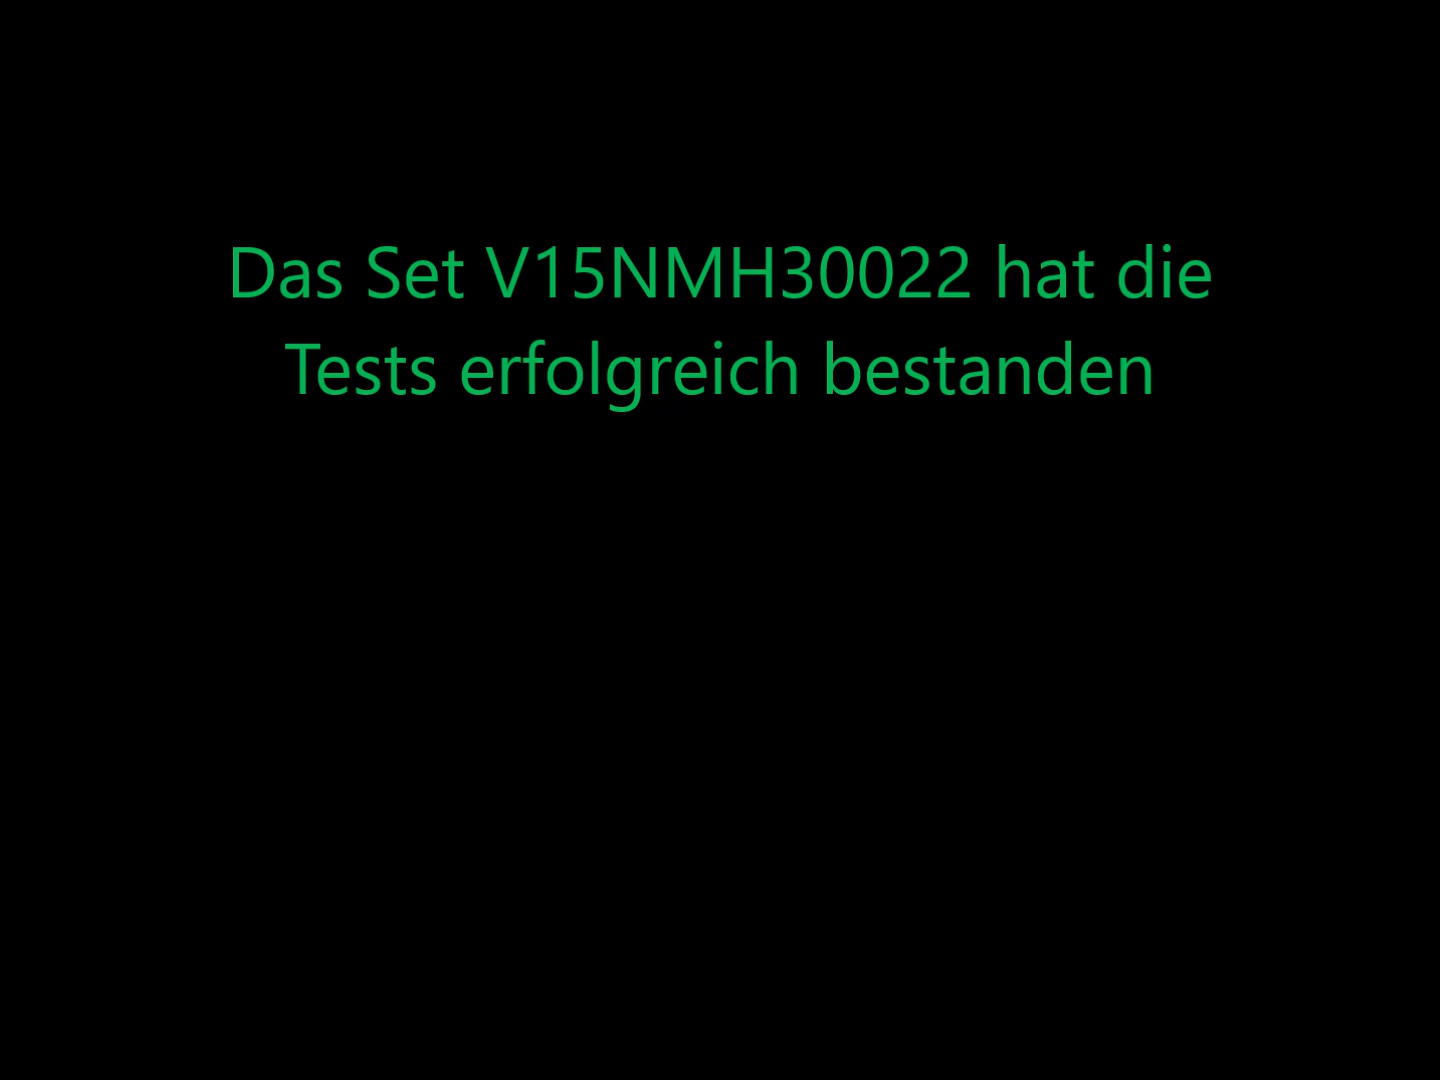 Das Set V15NMH30022 hat die
Tests erfolgreich bestanden